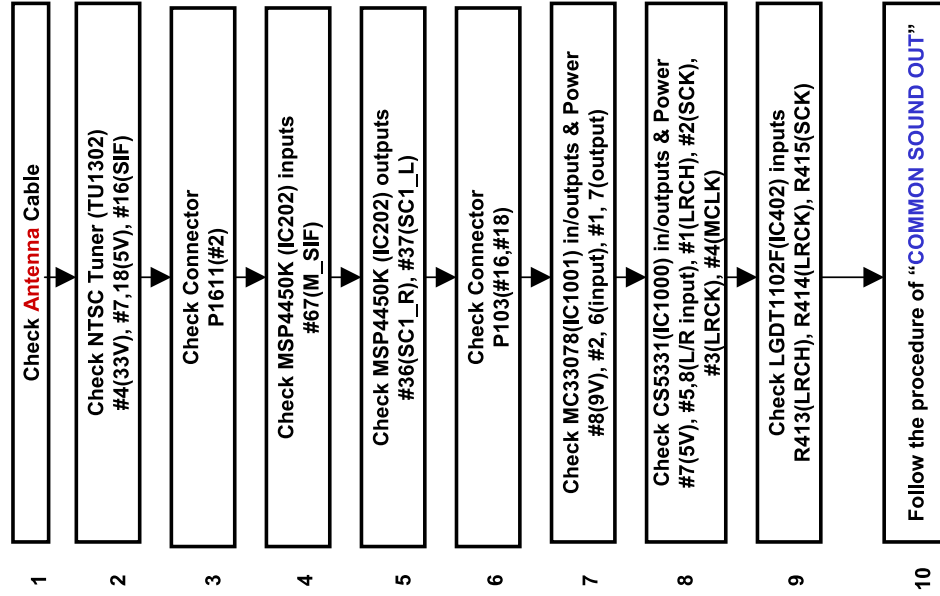 1
Check Antenna Cable
2
Check NTSC Tuner (TU1302)
#4(33V), #7,18(5V), #16(SIF)
3
Check Connector
P1611(#2)
4
Check MSP4450K (IC202) inputs
#67(M_SIF)
5
Check MSP4450K (IC202) outputs
#36(SC1_R), #37(SC1_L)
6
Check Connector
P103(#16,#18)
7
Check MC33078(IC1001) in/outputs & Power
#8(9V), #2, 6(input), #1, 7(output)
8
Check CS5331(IC1000) in/outputs & Power
#7(5V), #5,8(L/R input), #1(LRCH), #2(SCK),
#3(LRCK), #4(MCLK)
9
Check LGDT1102F(IC402) inputs
R413(LRCH), R414(LRCK), R415(SCK)
10
Follow the procedure of “COMMON SOUND OUT”